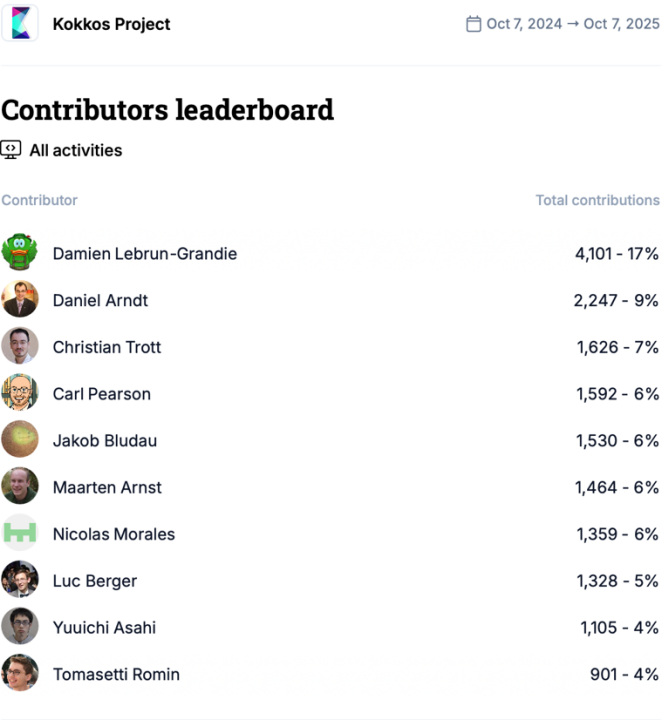 Kokkos Project
Oct 7, 2024 → Oct 7, 2025
Contributors leaderboard
All activities
Contributor Total contributions
Damien Lebrun-Grandie 4,101 - 17%
Daniel Arndt 2,247 - 9%
Christian Trott 1,626 - 7%
Carl Pearson 1,592 - 6%
Jakob Bludau 1,530 - 6%
Maarten Arnst 1,464 - 6%
Nicolas Morales 1,359 - 6%
Luc Berger 1,328 - 5%
Yuuichi Asahi 1,105 - 4%
Tomasetti Romin 901 - 4%